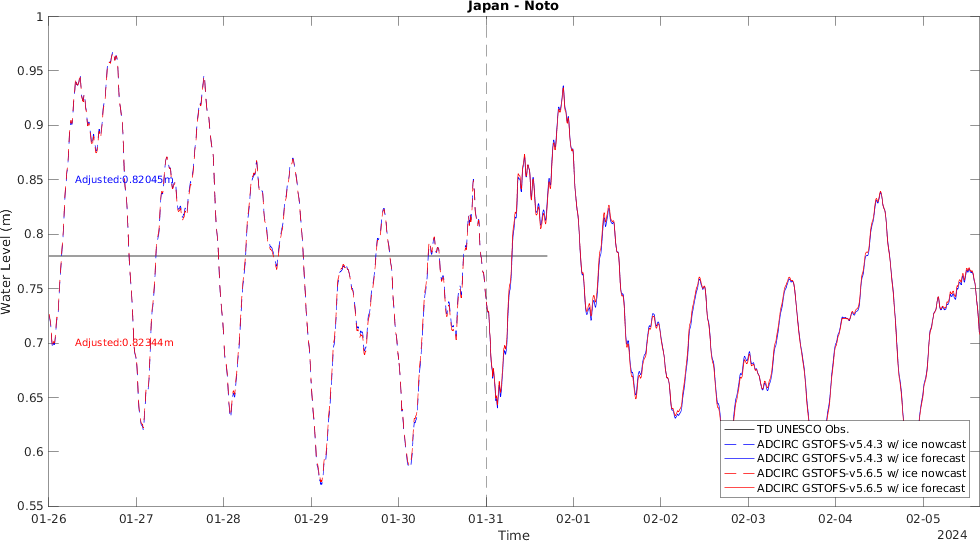 Japan - Noto
Water Level (m)
1
0.95
0.9
0.85
0.8
0.75
0.7
0.65
0.6
0.55
Adjusted:0.82045m
Adjusted:0.82344m
TD UNESCO Obs.
ADCIRC GSTOFS-v5.4.3 w/ ice nowcast
ADCIRC GSTOFS-v5.4.3 w/ ice forecast
ADCIRC GSTOFS-v5.6.5 w/ ice nowcast
ADCIRC GSTOFS-v5.6.5 w/ ice forecast
01-26 01-27 01-28 01-29 01-30 01-31 02-01 02-02 02-03 02-04 02-05
Time
2024